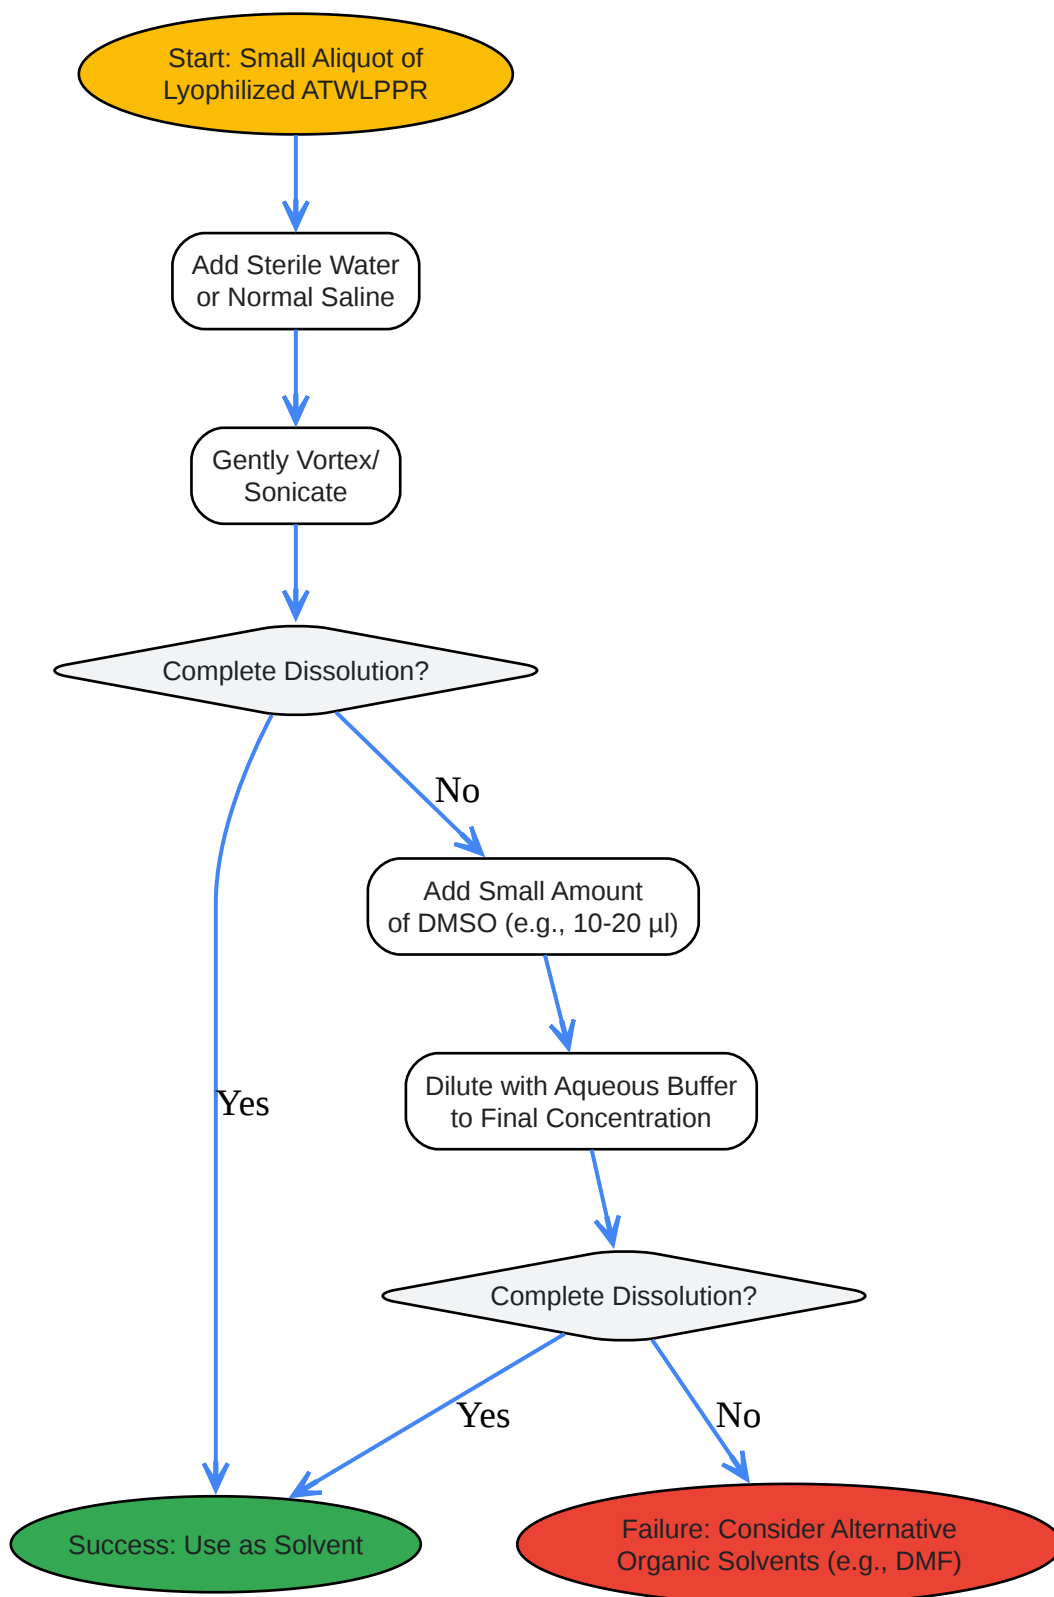 Start: Small Aliquot of
Lyophilized ATWLPPR
Add Sterile Water
or Normal Saline
Gently Vortex/
Sonicate
Complete Dissolution?
No
Add Small Amount
of DMSO (e.g., 10-20 µl)
Dilute with Aqueous Buffer
to Final Concentration
Yes
Complete Dissolution?
Yes
No
Success: Use as Solvent
Failure: Consider Alternative
Organic Solvents (e.g., DMF)